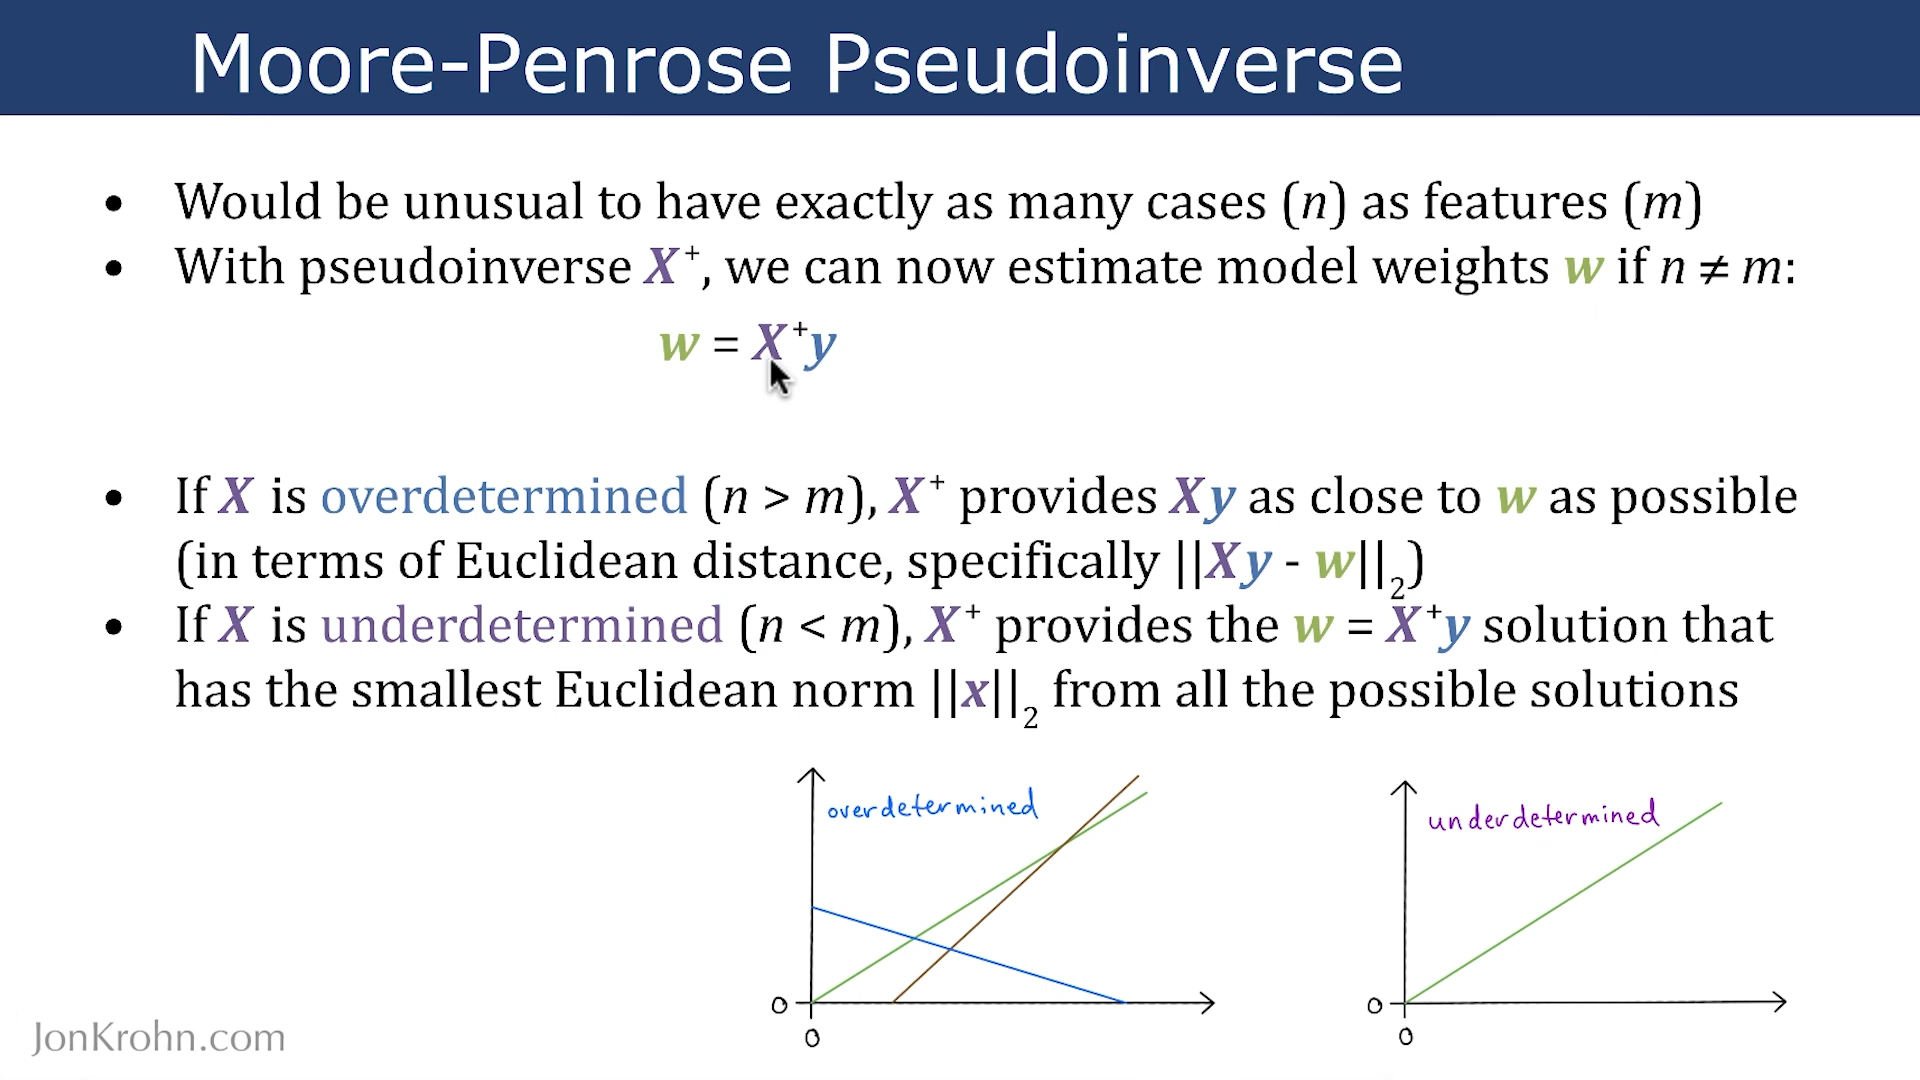 Moore-Penrose Pseudoinverse
• Would be unusual to have exactly as many cases (n) as features (m)
• With pseudoinverse X⁺, we can now estimate model weights w if n ≠ m:
w = X⁺y
• If X is overdetermined (n > m), X⁺ provides Xy as close to w as possible
(in terms of Euclidean distance, specifically ||Xy - w||₂)
• If X is underdetermined (n < m), X⁺ provides the w = X⁺y solution that
has the smallest Euclidean norm ||x||₂ from all the possible solutions
overdetermined
underdetermined
0
0
0
0
JonKrohn.com